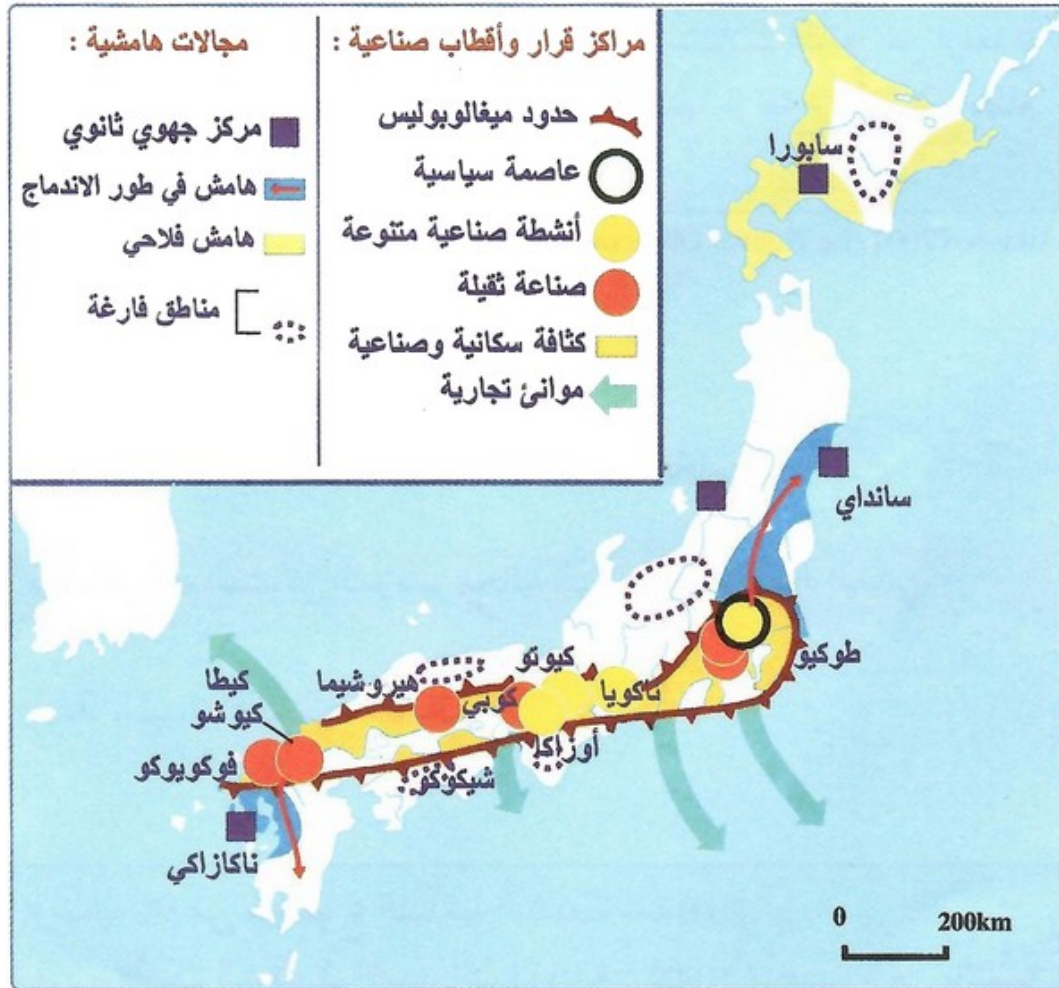 مراكز قرار وأقطاب صناعية :
حدود ميغالوبوليس
عاصمة سياسية
أنشطة صناعية متنوعة
صناعة ثقيلة
كثافة سكانية وصناعية
موانئ تجارية
مجالات هامشية :
مركز جهوي ثانوي
هامش في طور الاندماج
هامش فلاحي
مناطق فارغة
سابورا
سانداي
طوكيو
ناكويا
كيوتو
أوزاكا
كوبي
هيروشيما
شيكوكو
كيطا
كيوشو
فوكويوكو
ناكازاكي
0 200km